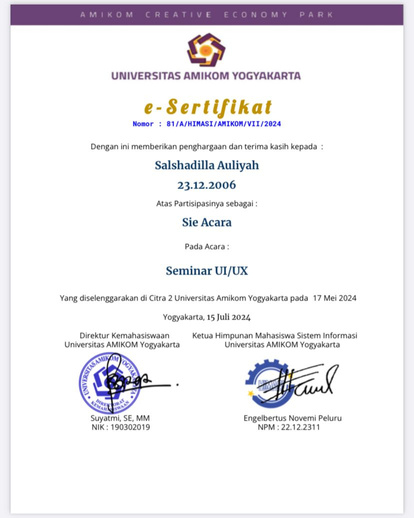 AMIKOM CREATIVE ECONOMY PARK
UNIVERSITAS AMIKOM YOGYAKARTA
e-Sertifikat
Nomor : 81/A/HIMASI/AMIKOM/VII/2024
Dengan ini memberikan penghargaan dan terima kasih kepada :
Salshadilla Auliyah
23.12.2006
Atas Partisipasinya sebagai :
Sie Acara
Pada Acara :
Seminar UI/UX
Yang diselenggarakan di Citra 2 Universitas Amikom Yogyakarta pada 17 Mei 2024
Yogyakarta, 15 Juli 2024
Direktur Kemahasiswaan
Universitas AMIKOM Yogyakarta
Ketua Himpunan Mahasiswa Sistem Informasi
Universitas AMIKOM Yogyakarta
Suyatmi, SE, MM
NIK : 190302019
Engelbertus Novemi Peluru
NPM : 22.12.2311